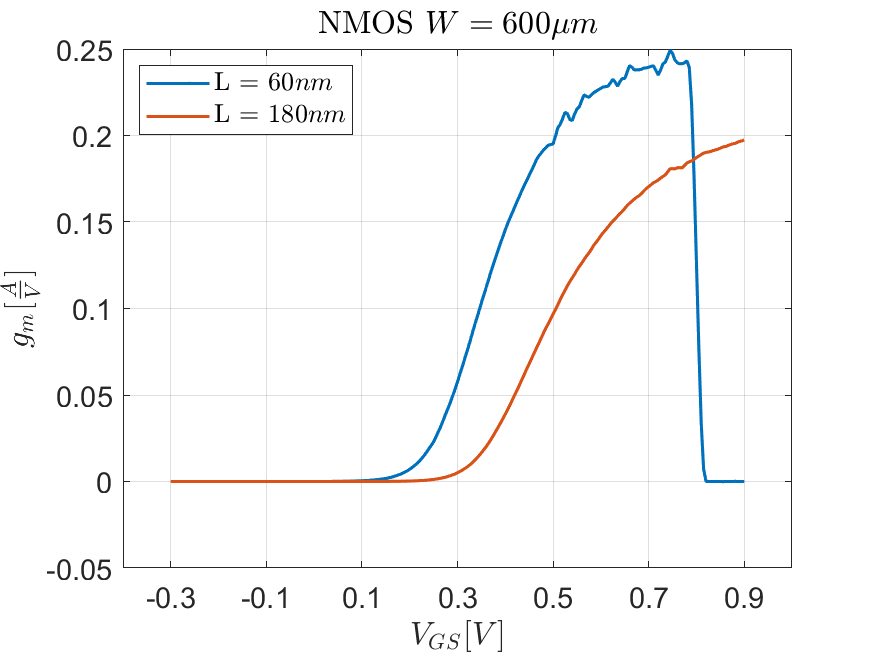 NMOS W = 600μm
L = 60nm
L = 180nm
0.25
0.2
0.15
0.1
0.05
0
-0.05
g_m[A/V]
-0.3 -0.1 0.1 0.3 0.5 0.7 0.9
V_GS[V]